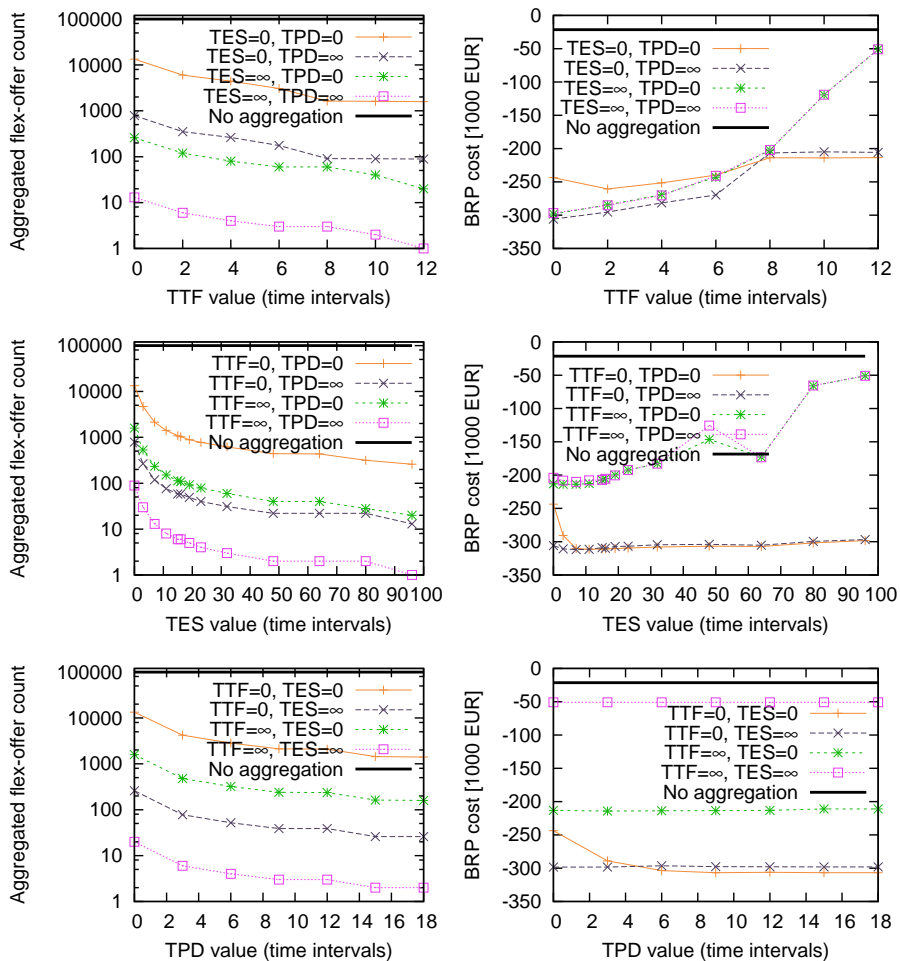 Aggregated flex-offer count
100000
10000
1000
100
10
1
TES=0, TPD=0
TES=0, TPD=∞
TES=∞, TPD=0
TES=∞, TPD=∞
No aggregation
0 2 4 6 8 10 12
TTF value (time intervals)
BRP cost [1000 EUR]
0
-50
-100
-150
-200
-250
-300
-350
TES=0, TPD=0
TES=0, TPD=∞
TES=∞, TPD=0
TES=∞, TPD=∞
No aggregation
0 2 4 6 8 10 12
TTF value (time intervals)
Aggregated flex-offer count
100000
10000
1000
100
10
1
TTF=0, TPD=0
TTF=0, TPD=∞
TTF=∞, TPD=0
TTF=∞, TPD=∞
No aggregation
0 10 20 30 40 50 60 70 80 90 100
TES value (time intervals)
BRP cost [1000 EUR]
0
-50
-100
-150
-200
-250
-300
-350
TTF=0, TPD=0
TTF=0, TPD=∞
TTF=∞, TPD=0
TTF=∞, TPD=∞
No aggregation
0 10 20 30 40 50 60 70 80 90 100
TES value (time intervals)
Aggregated flex-offer count
100000
10000
1000
100
10
1
TTF=0, TES=0
TTF=0, TES=∞
TTF=∞, TES=0
TTF=∞, TES=∞
No aggregation
0 2 4 6 8 10 12 14 16 18
TPD value (time intervals)
BRP cost [1000 EUR]
0
-50
-100
-150
-200
-250
-300
-350
TTF=0, TES=0
TTF=0, TES=∞
TTF=∞, TES=0
TTF=∞, TES=∞
No aggregation
0 2 4 6 8 10 12 14 16 18
TPD value (time intervals)